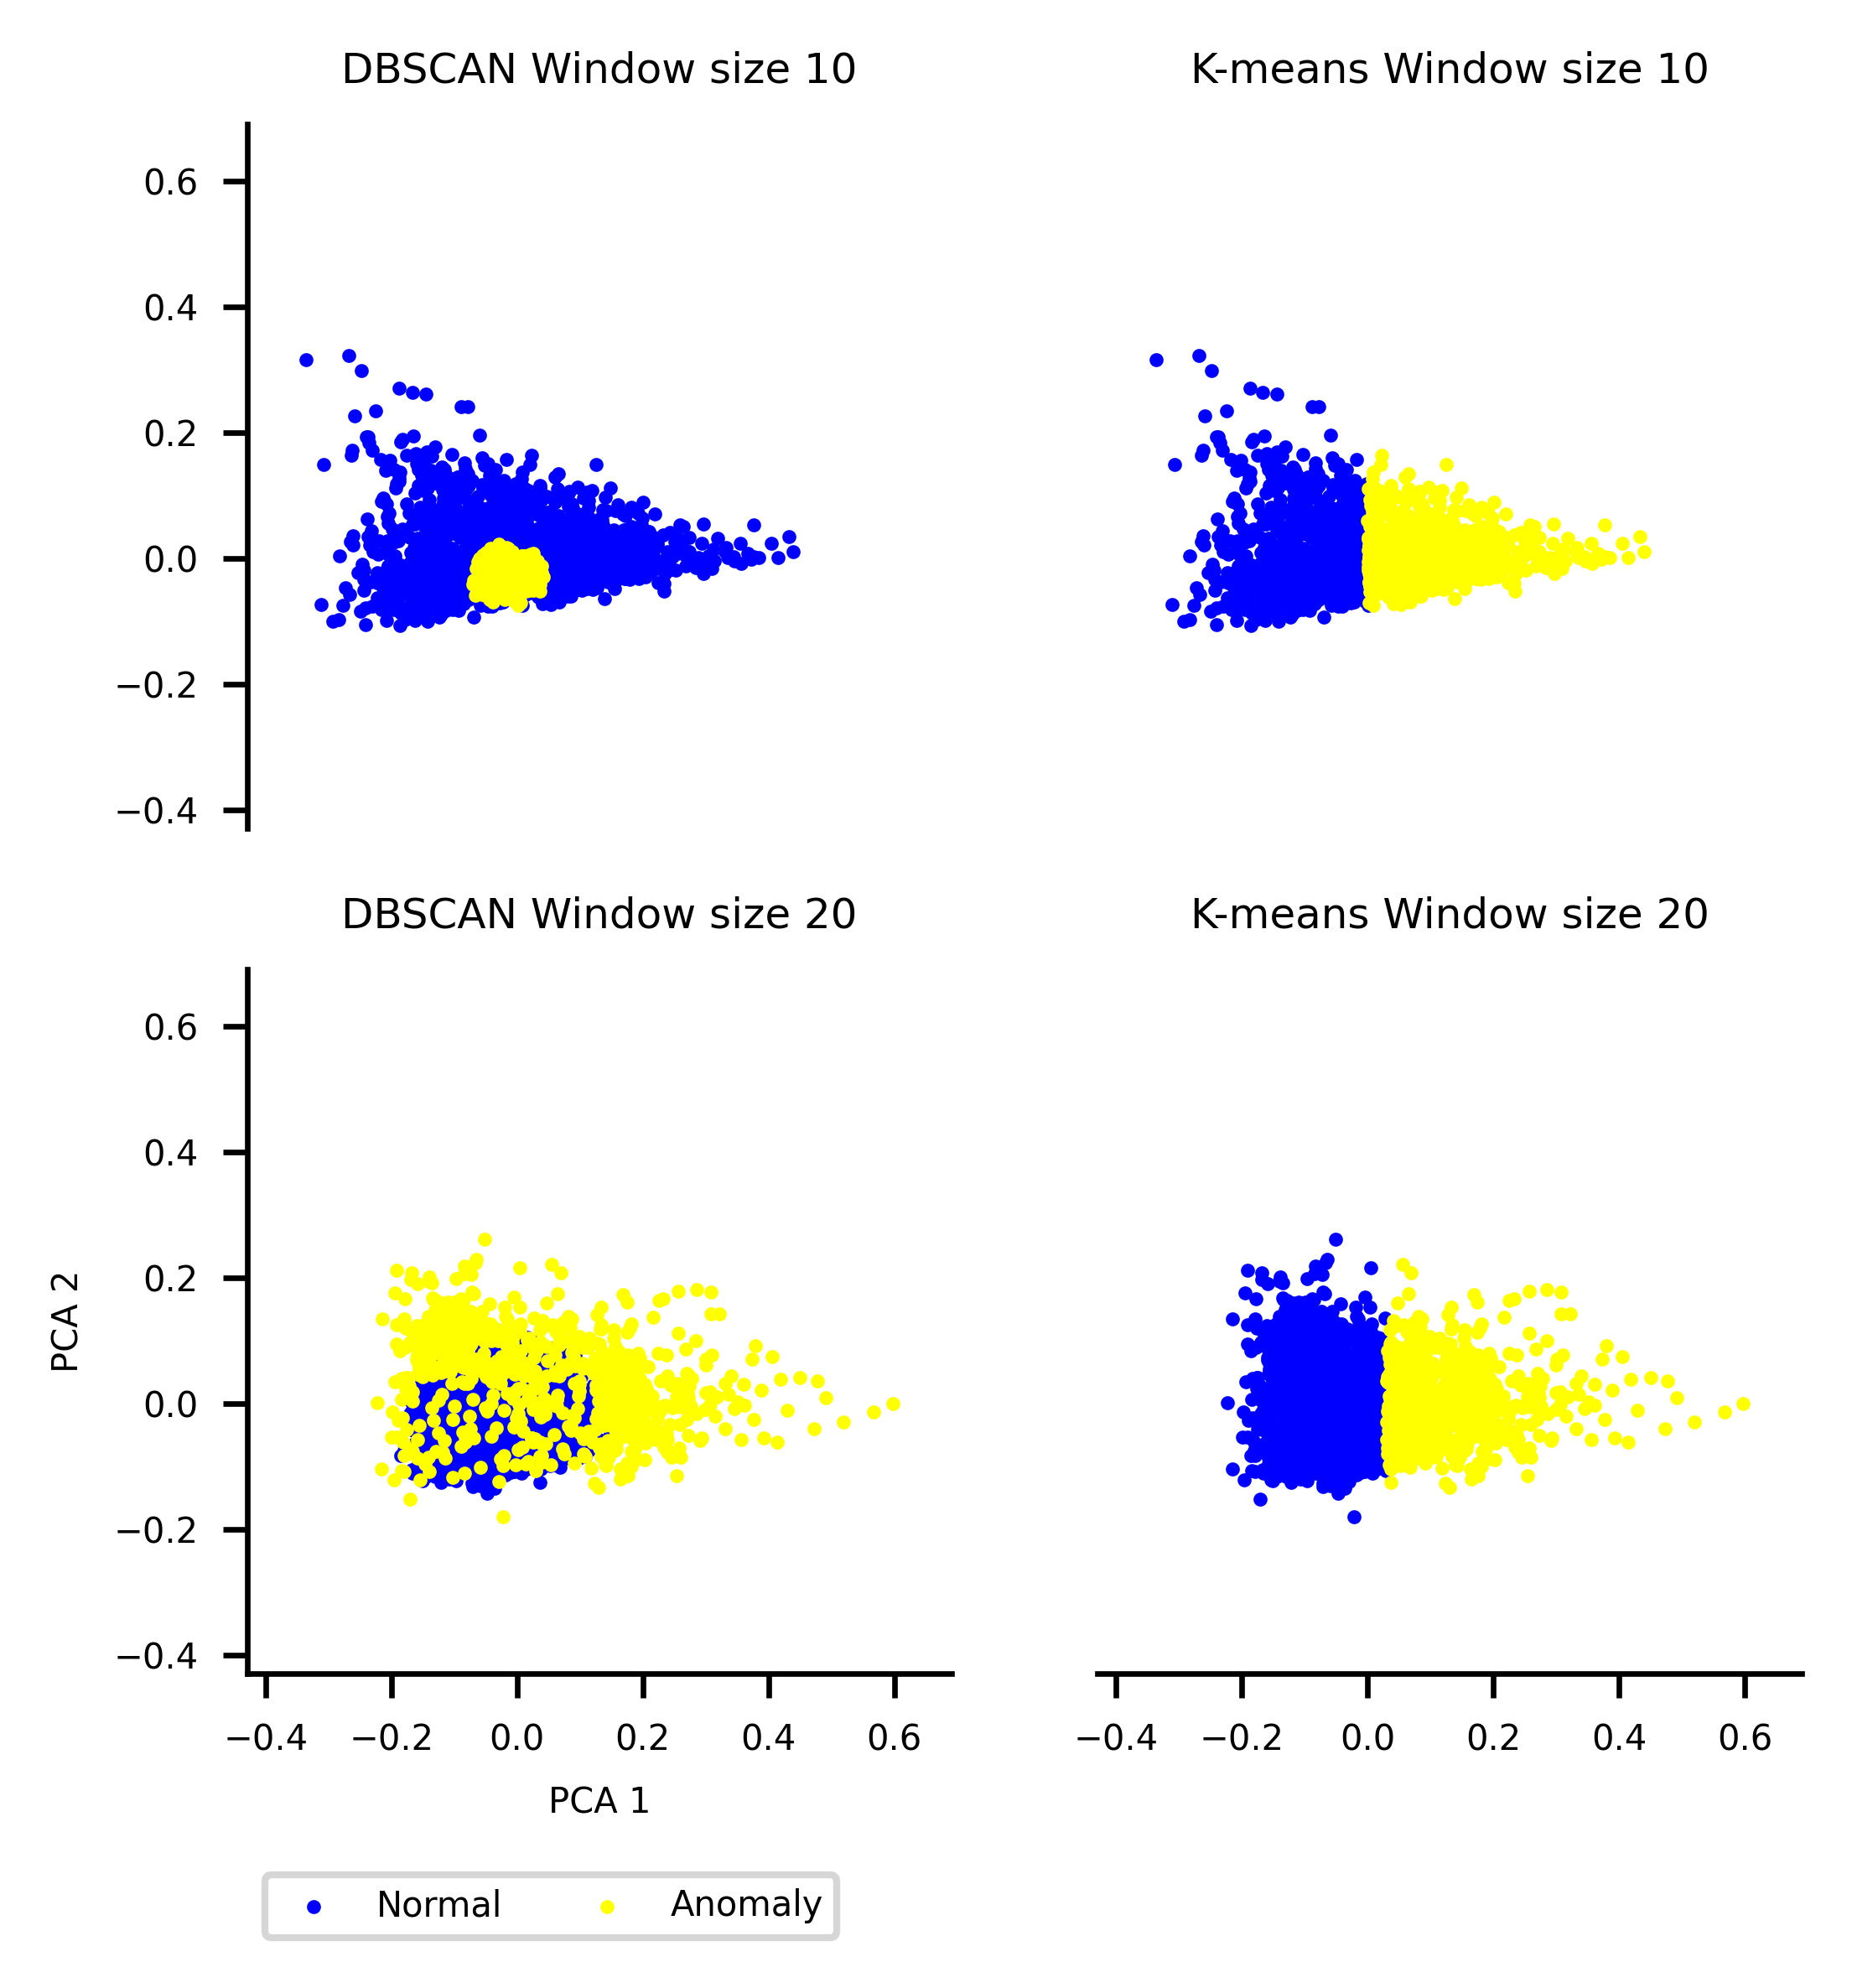 DBSCAN Window size 10
K-means Window size 10
0.6
0.4
0.2
0.0
−0.2
−0.4
DBSCAN Window size 20
K-means Window size 20
0.6
0.4
0.2
0.0
−0.2
−0.4
PCA 2
−0.4 −0.2 0.0 0.2 0.4 0.6
−0.4 −0.2 0.0 0.2 0.4 0.6
PCA 1
Normal Anomaly